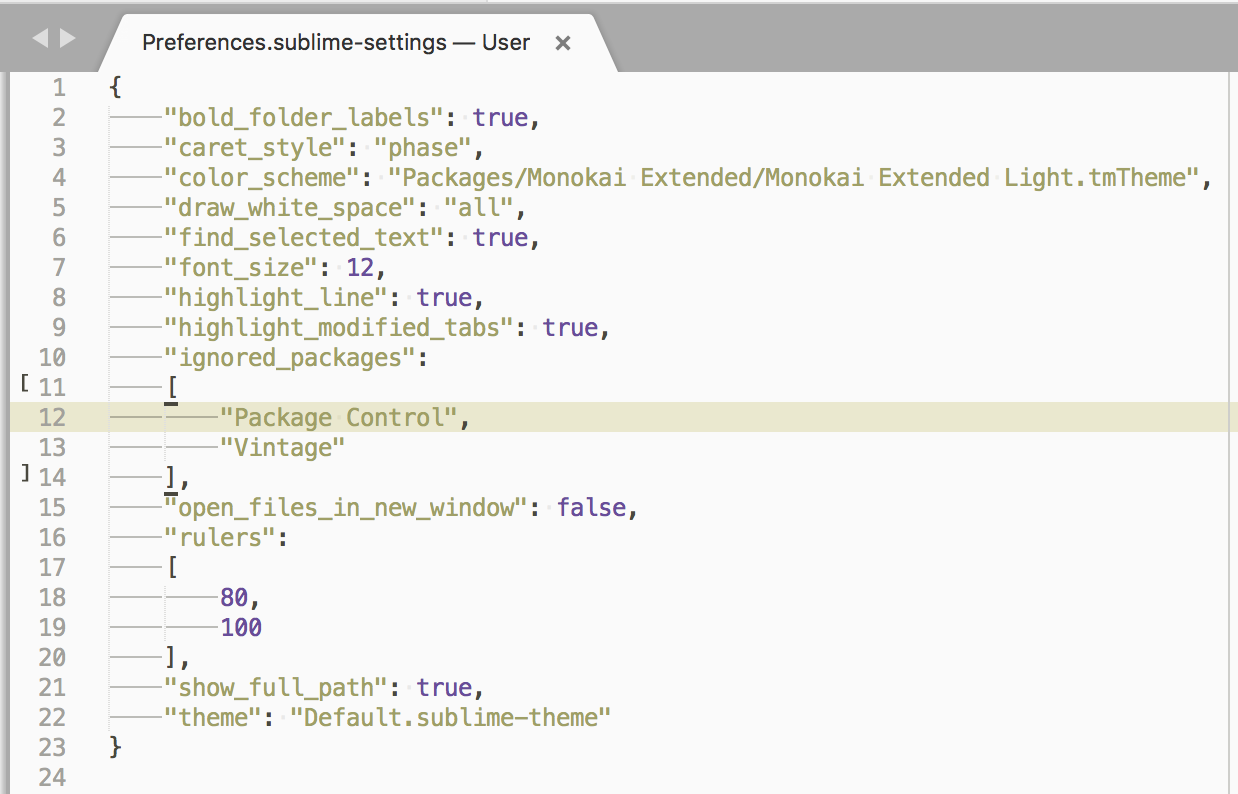 Preferences.sublime-settings — User ×
1 {
2 "bold_folder_labels": true,
3 "caret_style": "phase",
4 "color_scheme": "Packages/Monokai Extended/Monokai Extended Light.tmTheme",
5 "draw_white_space": "all",
6 "find_selected_text": true,
7 "font_size": 12,
8 "highlight_line": true,
9 "highlight_modified_tabs": true,
10 "ignored_packages":
[ 11 [
12 "Package Control",
13 "Vintage"
] 14 ],
15 "open_files_in_new_window": false,
16 "rulers":
17 [
18 80,
19 100
20 ],
21 "show_full_path": true,
22 "theme": "Default.sublime-theme"
23 }
24